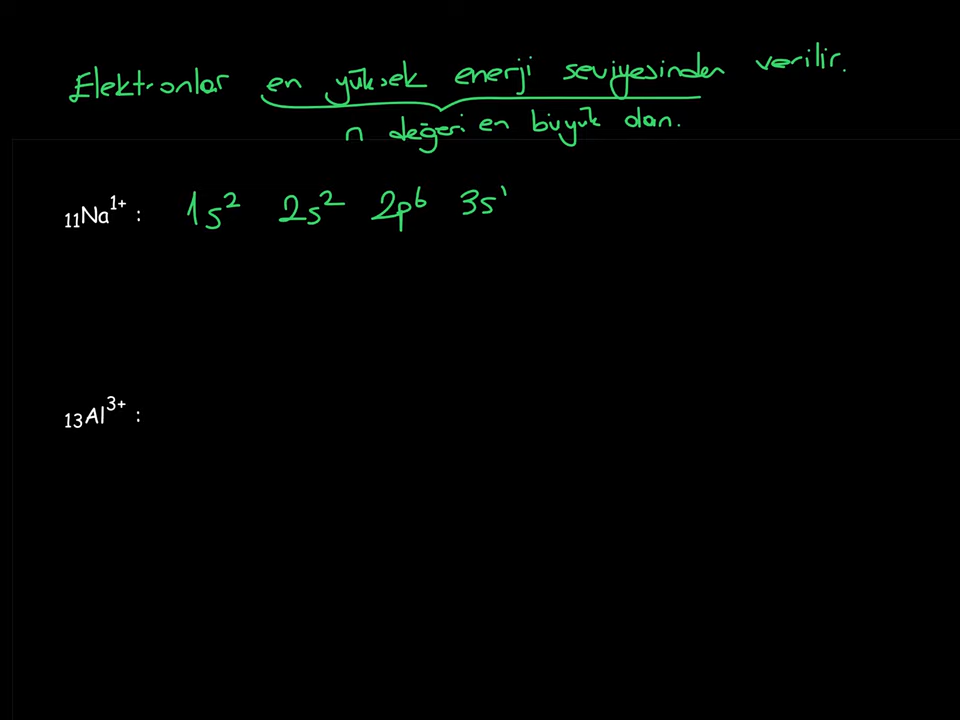 Elektronlar en yüksek enerji seviyesinden verilir.
n değeri en büyük olan.
₁₁Na¹⁺ : 1s² 2s² 2p⁶ 3s¹
₁₃Al³⁺ :